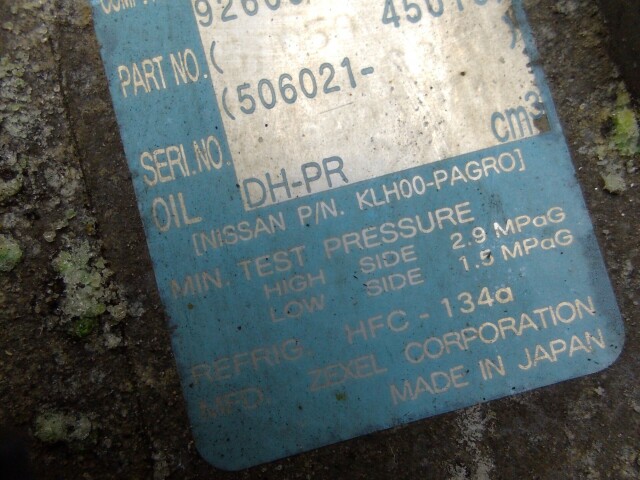 PART NO.
(506021-
SERI.NO.
OIL DH-PR cm3
[NISSAN P/N. KLH00-PAGRO]
MIN. TEST PRESSURE
HIGH SIDE 2.9 MPaG
LOW SIDE 1.5 MPaG
REFRIG. HFC - 134a
MFD. ZEXEL CORPORATION
MADE IN JAPAN